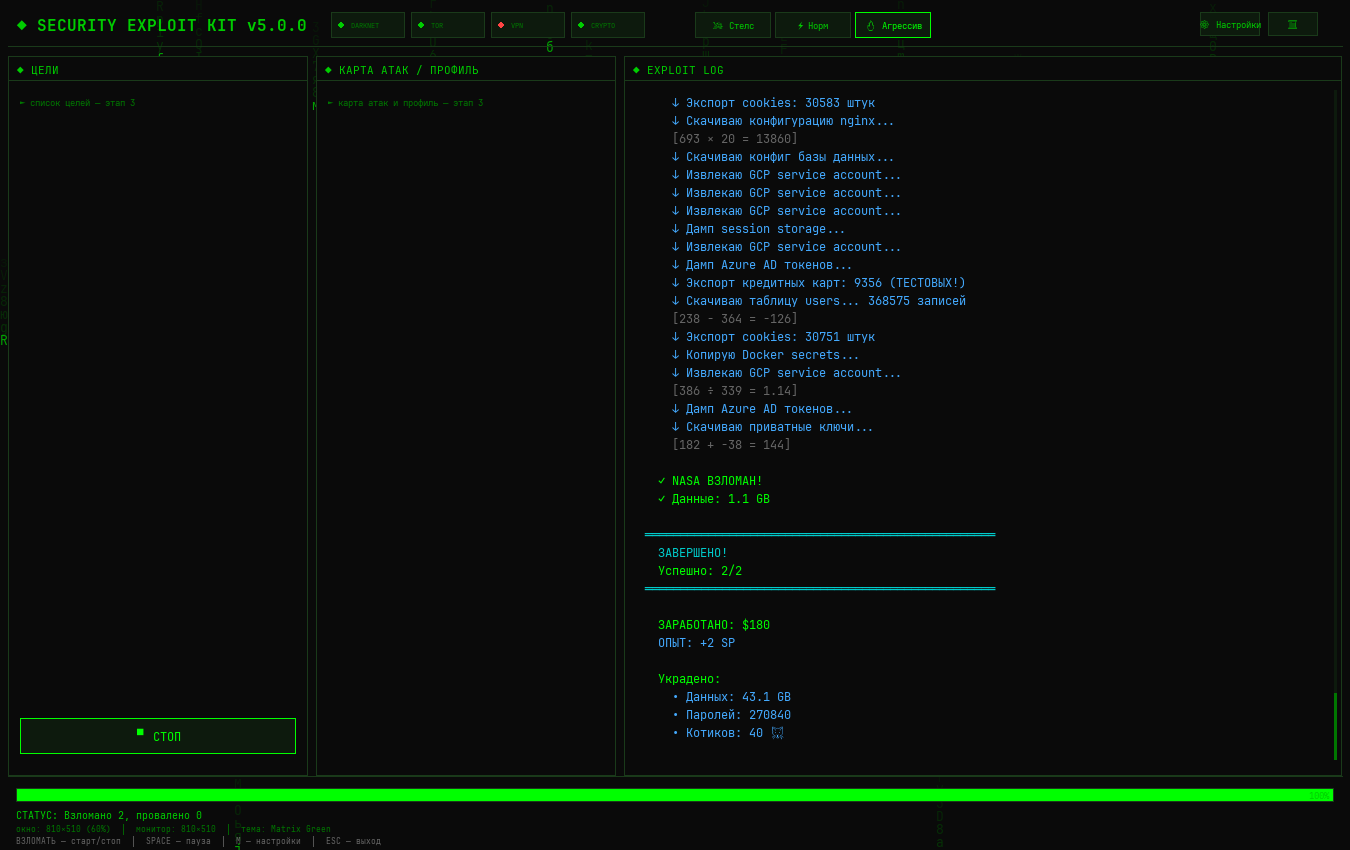 ◆ SECURITY EXPLOIT KIT v5.0.0
◆ DARKNET
◆ TOR
◆ VPN
◆ CRYPTO
Стелс
⚡ Норм
Агрессив
Настройки
◆ ЦЕЛИ
← список целей — этап 3
■ СТОП
◆ КАРТА АТАК / ПРОФИЛЬ
← карта атак и профиль — этап 3
◆ EXPLOIT LOG
↓ Экспорт cookies: 30583 штук
↓ Скачиваю конфигурацию nginx...
[693 × 20 = 13860]
↓ Скачиваю конфиг базы данных...
↓ Извлекаю GCP service account...
↓ Извлекаю GCP service account...
↓ Извлекаю GCP service account...
↓ Дамп session storage...
↓ Извлекаю GCP service account...
↓ Дамп Azure AD токенов...
↓ Экспорт кредитных карт: 9356 (ТЕСТОВЫХ!)
↓ Скачиваю таблицу users... 368575 записей
[238 - 364 = -126]
↓ Экспорт cookies: 30751 штук
↓ Копирую Docker secrets...
↓ Извлекаю GCP service account...
[386 ÷ 339 = 1.14]
↓ Дамп Azure AD токенов...
↓ Скачиваю приватные ключи...
[182 + -38 = 144]
✓ NASA ВЗЛОМАН!
✓ Данные: 1.1 GB
ЗАВЕРШЕНО!
Успешно: 2/2
ЗАРАБОТАНО: $180
ОПЫТ: +2 SP
Украдено:
• Данных: 43.1 GB
• Паролей: 270840
• Котиков: 40 🐱
100%
СТАТУС: Взломано 2, провалено 0
окно: 810×510 (60%) | монитор: 810×510 | тема: Matrix Green
ВЗЛОМАТЬ — старт/стоп | SPACE — пауза | M — настройки | ESC — выход